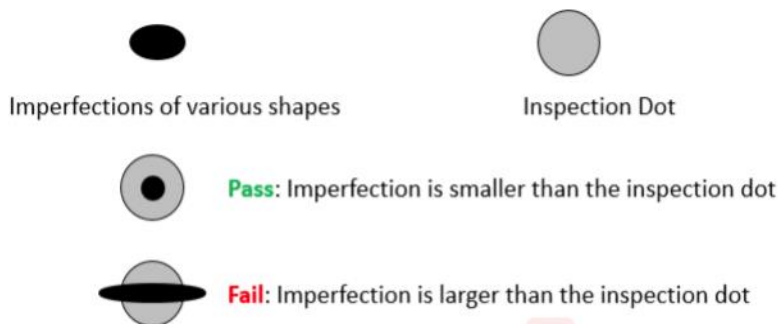 Imperfections of various shapes
Inspection Dot
Pass: Imperfection is smaller than the inspection dot
Fail: Imperfection is larger than the inspection dot